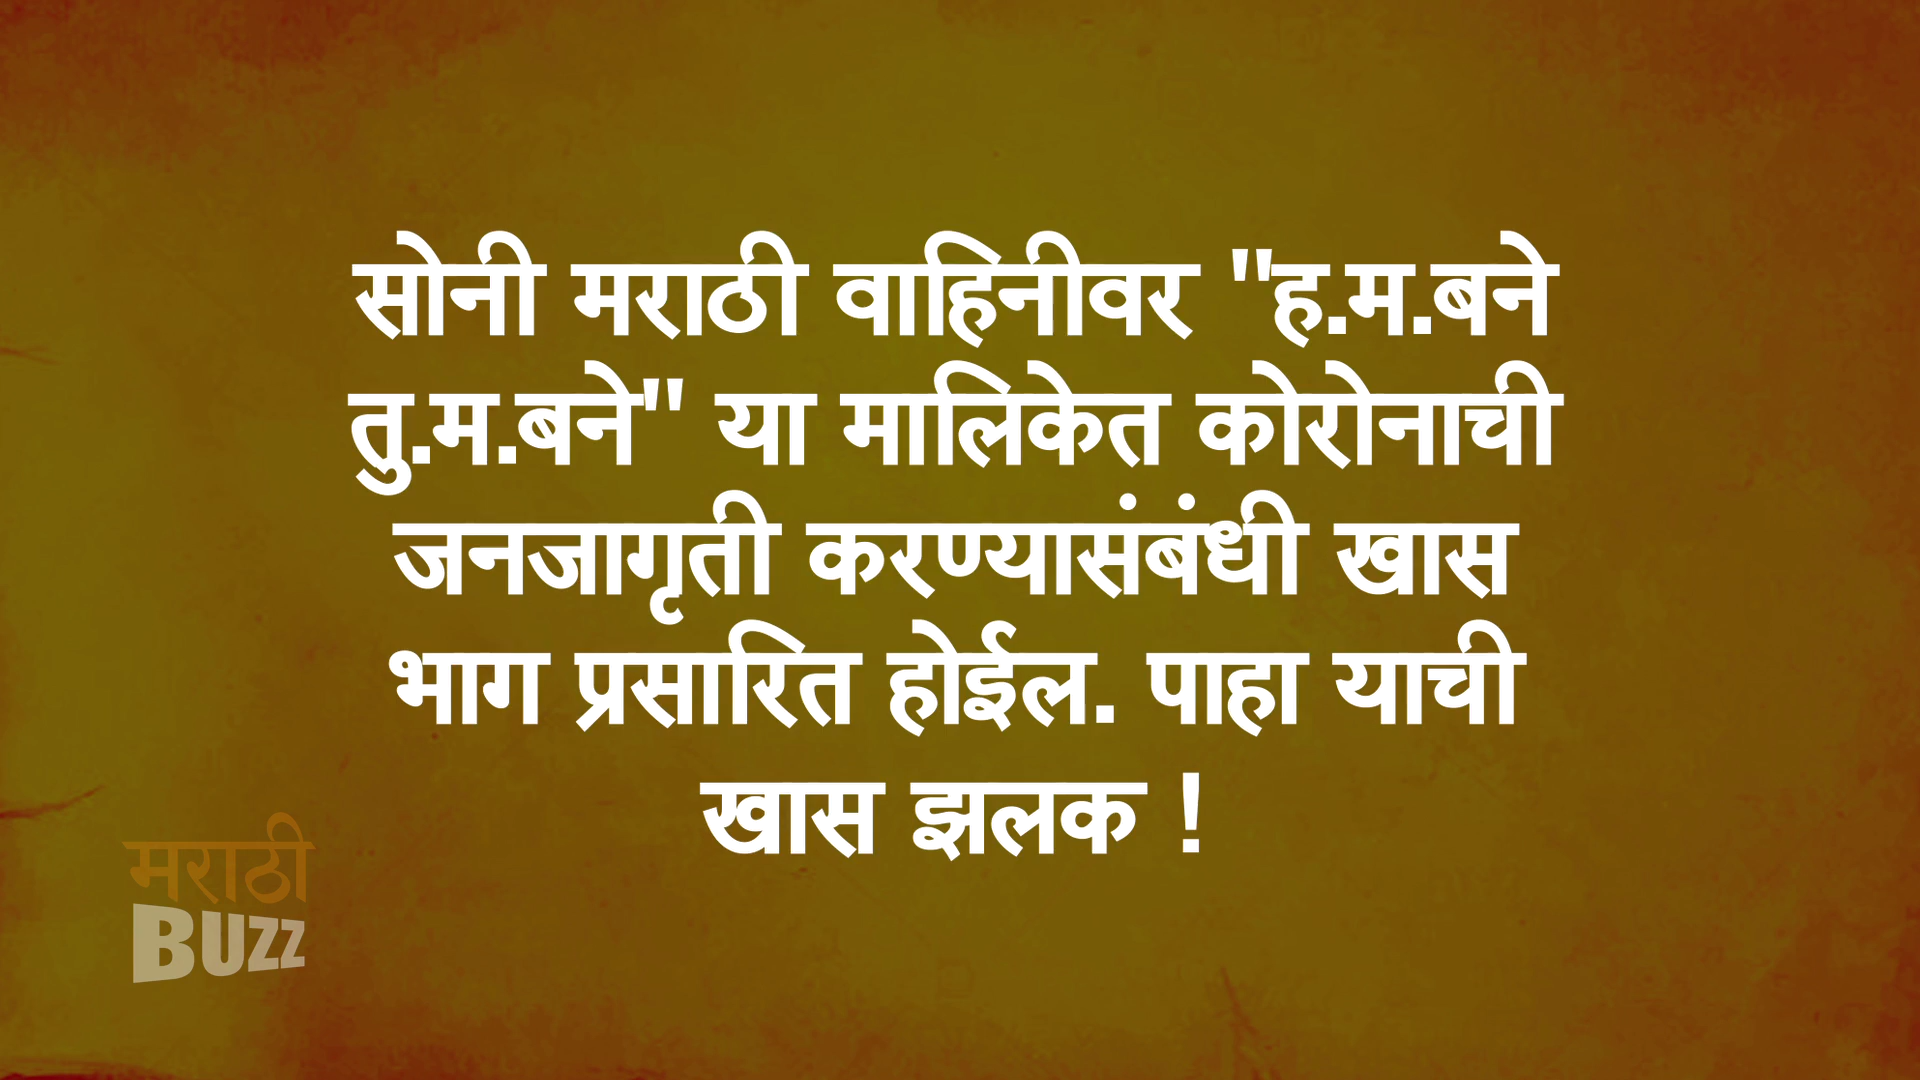 सोनी मराठी वाहिनीवर "ह.म.बने
तु.म.बने" या मालिकेत कोरोनाची
जनजागृती करण्यासंबंधी खास
भाग प्रसारित होईल. पाहा याची
खास झलक !
मराठी
BUZZ